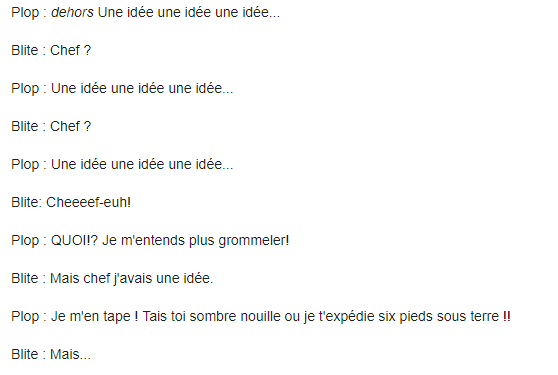 Plop : dehors Une idée une idée une idée...
Blite : Chef ?
Plop : Une idée une idée une idée...
Blite : Chef ?
Plop : Une idée une idée une idée...
Blite: Cheeeef-euh!
Plop : QUOI!? Je m'entends plus grommeler!
Blite : Mais chef j'avais une idée.
Plop : Je m'en tape ! Tais toi sombre nouille ou je t'expédie six pieds sous terre !!
Blite : Mais...